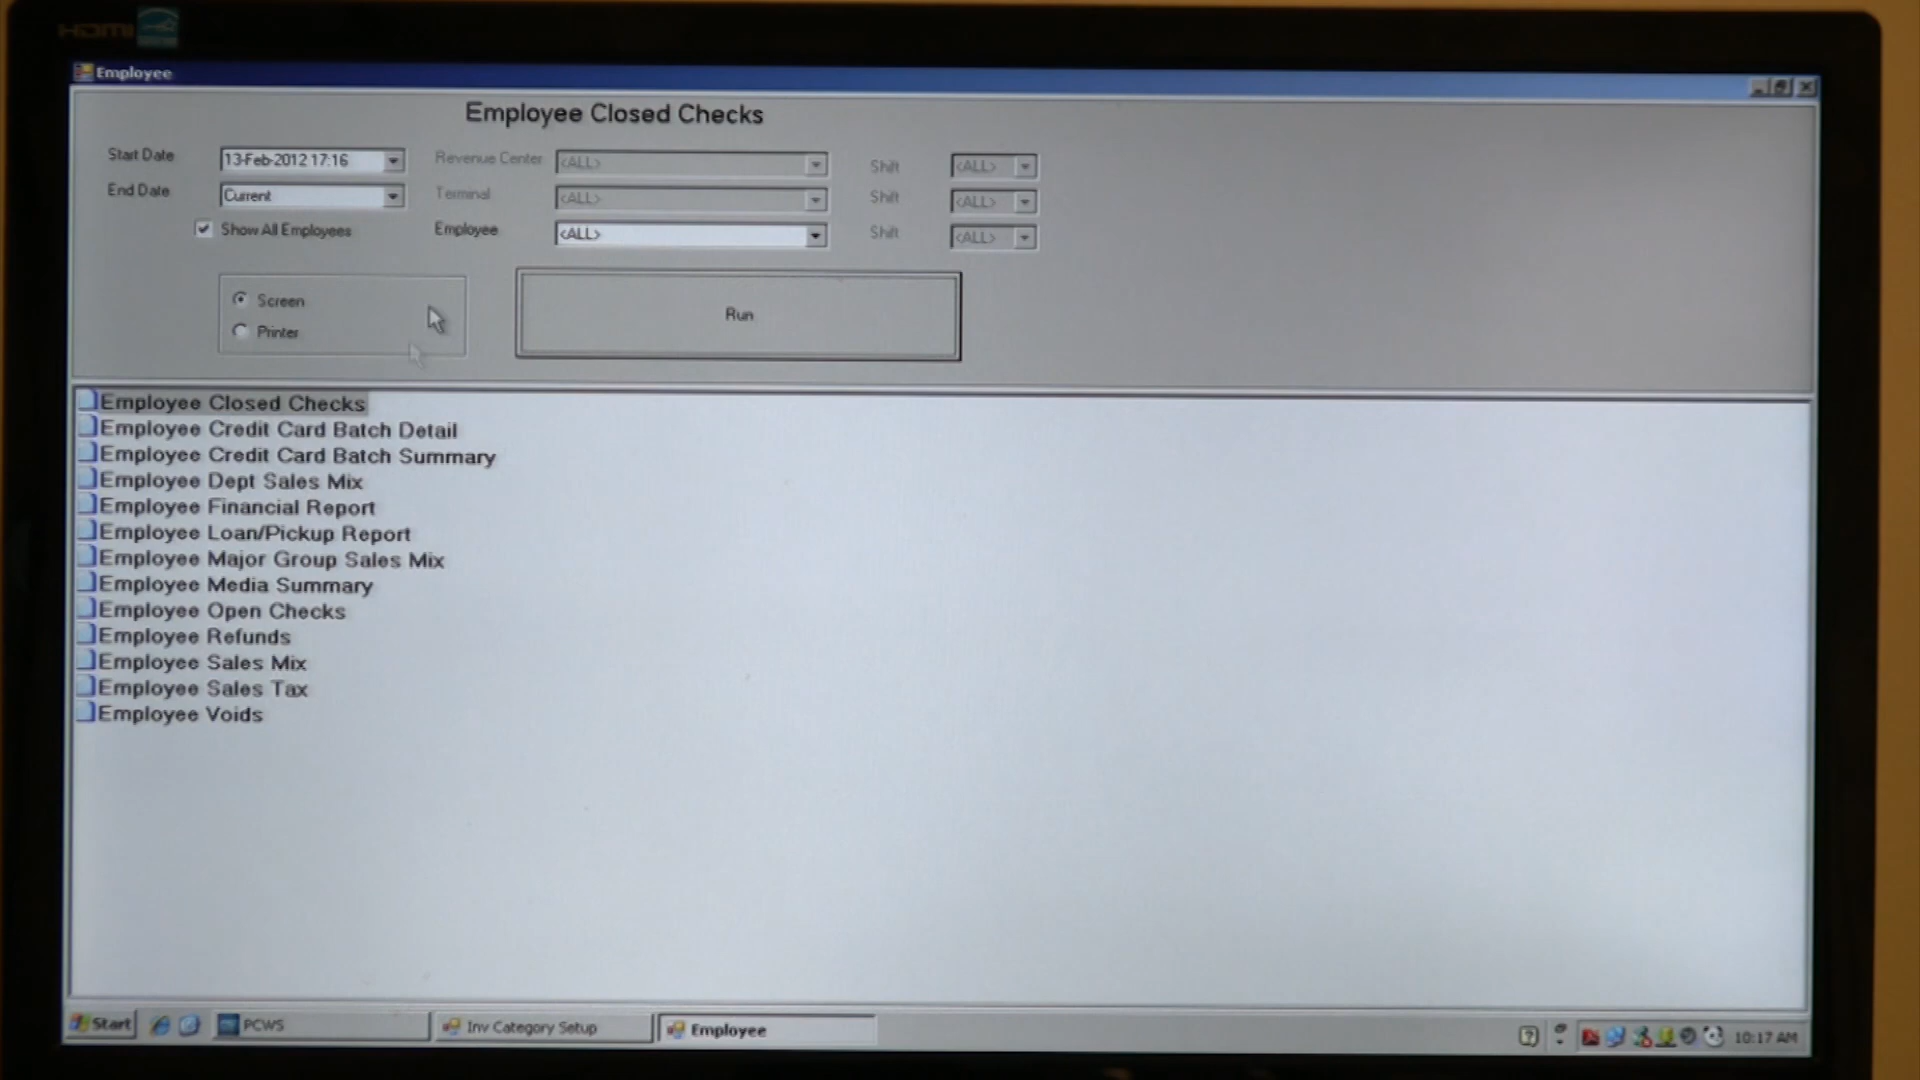 HDMI
Employee
Employee Closed Checks
Start Date 13-Feb-2012 17:16 Revenue Center <ALL> Shift <ALL>
End Date Current Terminal <ALL> Shift <ALL>
Show All Employees Employee <ALL> Shift <ALL>
Screen
Printer
Run
Employee Closed Checks
Employee Credit Card Batch Detail
Employee Credit Card Batch Summary
Employee Dept Sales Mix
Employee Financial Report
Employee Loan/Pickup Report
Employee Major Group Sales Mix
Employee Media Summary
Employee Open Checks
Employee Refunds
Employee Sales Mix
Employee Sales Tax
Employee Voids
Start PCWS Inv Category Setup Employee 10:17 AM